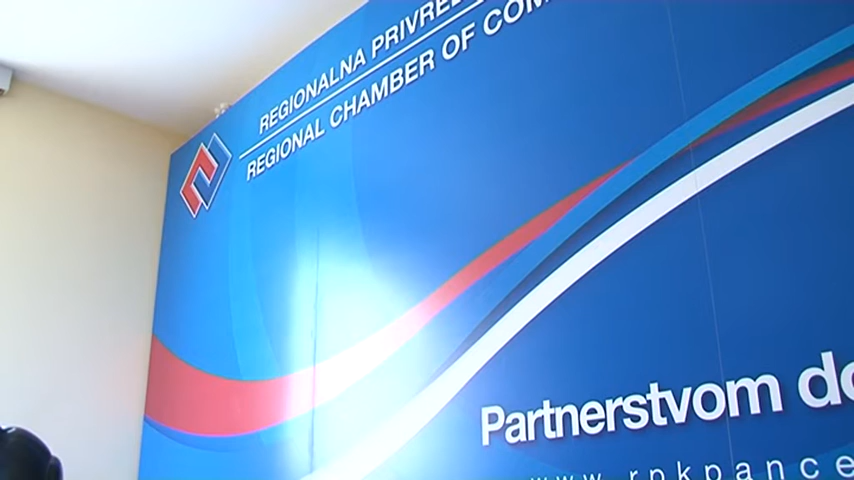 REGIONALNA PRIVRED
REGIONAL CHAMBER OF COM
Partnerstvom do
www.rpkpance